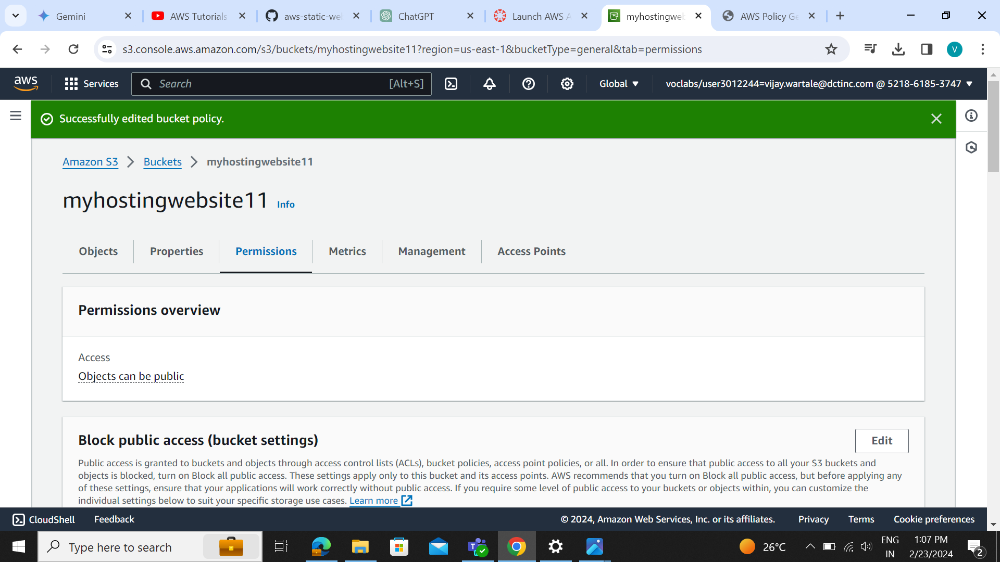 Gemini
AWS Tutorials
aws-static-we
ChatGPT
Launch AWS A
myhostingwe
AWS Policy Ge
s3.console.aws.amazon.com/s3/buckets/myhostingwebsite11?region=us-east-1&bucketType=general&tab=permissions
V
aws
Services
Search
[Alt+S]
Global
voclabs/user3012244=vijay.wartale@dctinc.com @ 5218-6185-3747
Successfully edited bucket policy.
Amazon S3
Buckets
myhostingwebsite11
myhostingwebsite11 Info
Objects
Properties
Permissions
Metrics
Management
Access Points
Permissions overview
Access
Objects can be public
Block public access (bucket settings)
Edit
Public access is granted to buckets and objects through access control lists (ACLs), bucket policies, access point policies, or all. In order to ensure that public access to all your S3 buckets and
objects is blocked, turn on Block all public access. These settings apply only to this bucket and its access points. AWS recommends that you turn on Block all public access, but before applying any
of these settings, ensure that your applications will work correctly without public access. If you require some level of public access to your buckets or objects within, you can customize the
individual settings below to suit your specific storage use cases. Learn more
CloudShell
Feedback
© 2024, Amazon Web Services, Inc. or its affiliates.
Privacy
Terms
Cookie preferences
Type here to search
26°C
ENG
IN
1:07 PM
2/23/2024
2